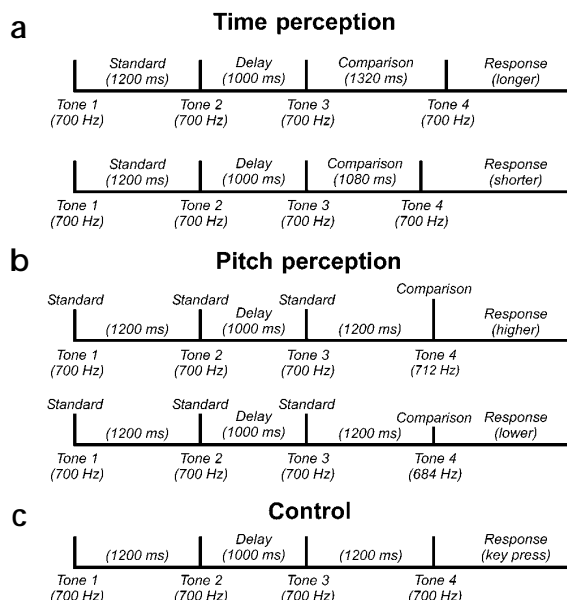 a
Time perception
Standard Delay Comparison Response
(1200 ms) (1000 ms) (1320 ms) (longer)
Tone 1 Tone 2 Tone 3 Tone 4
(700 Hz) (700 Hz) (700 Hz) (700 Hz)
Standard Delay Comparison Response
(1200 ms) (1000 ms) (1080 ms) (shorter)
Tone 1 Tone 2 Tone 3 Tone 4
(700 Hz) (700 Hz) (700 Hz) (700 Hz)
b
Pitch perception
Comparison
Standard Standard Standard
Delay Response
(1200 ms) (1000 ms) (1200 ms) (higher)
Tone 1 Tone 2 Tone 3 Tone 4
(700 Hz) (700 Hz) (700 Hz) (712 Hz)
Standard Standard Standard
Delay Comparison Response
(1200 ms) (1000 ms) (1200 ms) (lower)
Tone 1 Tone 2 Tone 3 Tone 4
(700 Hz) (700 Hz) (700 Hz) (684 Hz)
c
Control
Delay Response
(1200 ms) (1000 ms) (1200 ms) (key press)
Tone 1 Tone 2 Tone 3 Tone 4
(700 Hz) (700 Hz) (700 Hz) (700 Hz)